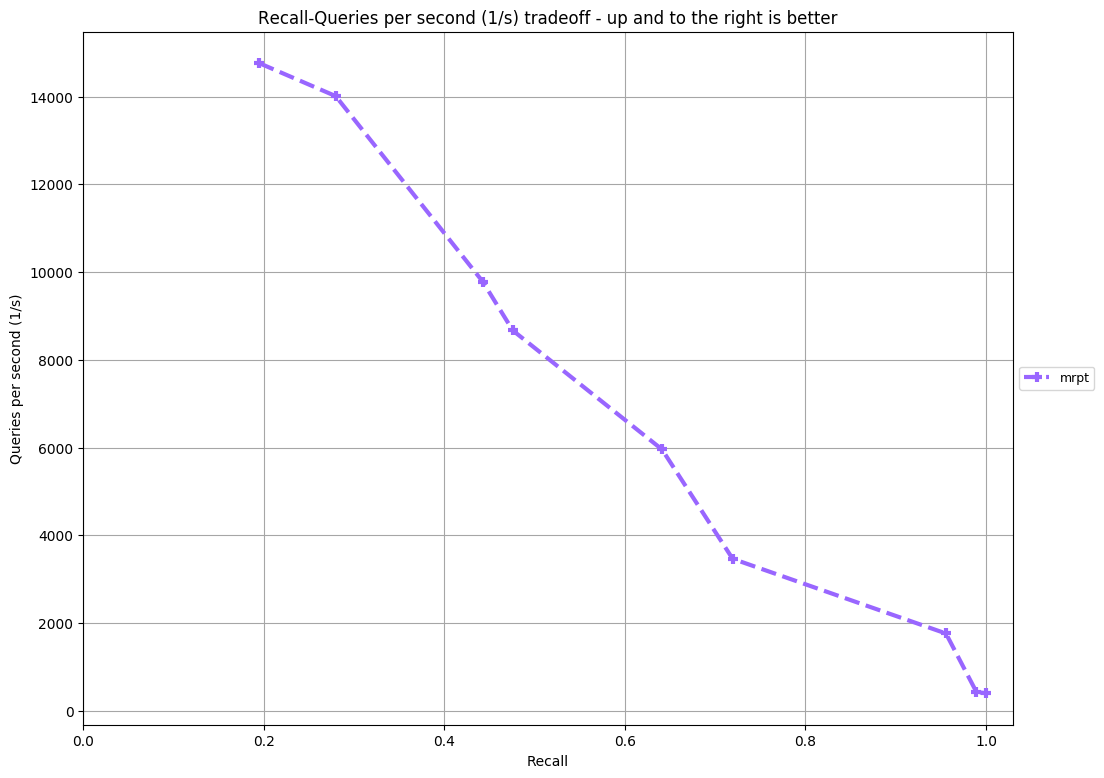 Recall-Queries per second (1/s) tradeoff - up and to the right is better
14000
12000
10000
8000
6000
4000
2000
0
Queries per second (1/s)
0.0 0.2 0.4 0.6 0.8 1.0
Recall
mrpt